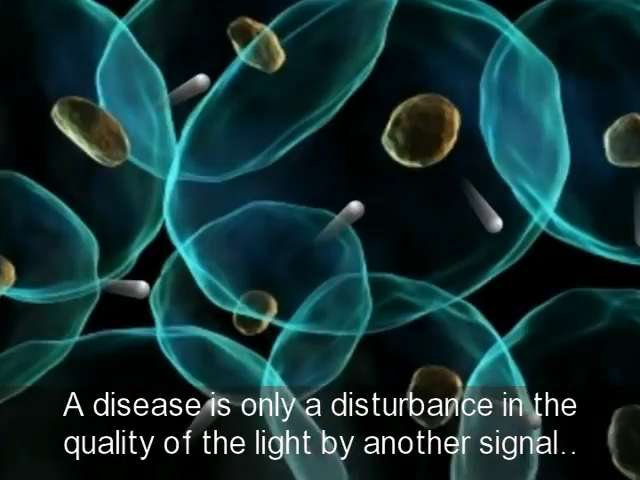 A disease is only a disturbance in the
quality of the light by another signal..